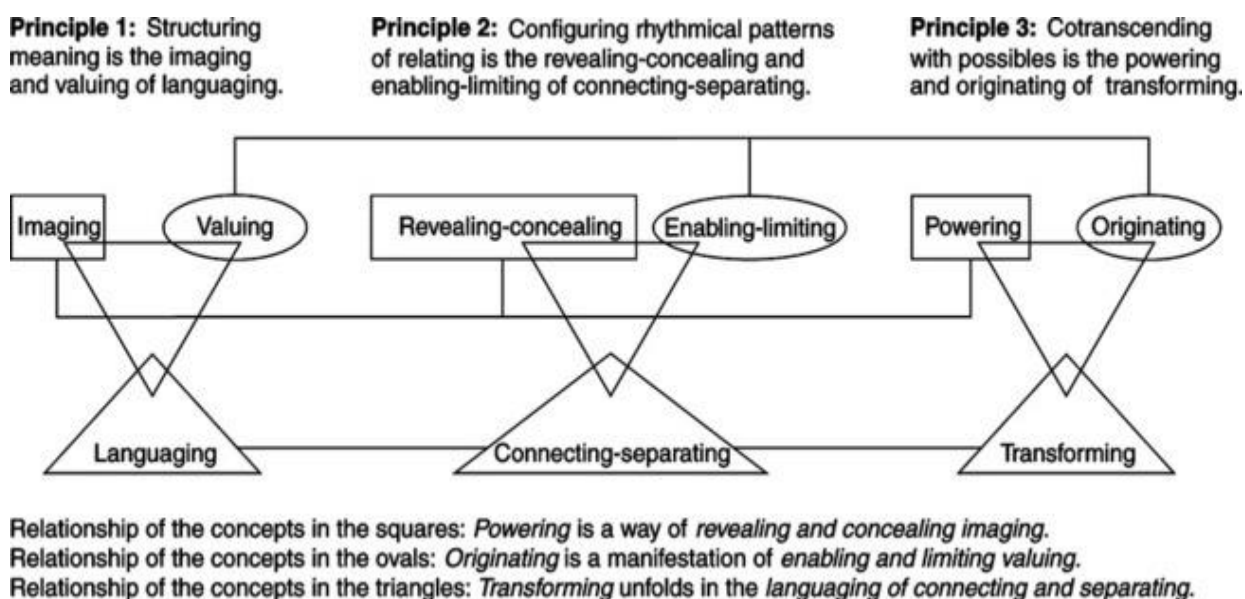 Principle 1: Structuring
meaning is the imaging
and valuing of languaging.
Principle 2: Configuring rhythmical patterns
of relating is the revealing-concealing and
enabling-limiting of connecting-separating.
Principle 3: Cotranscending
with possibles is the powering
and originating of transforming.
Imaging
Valuing
Revealing-concealing
Enabling-limiting
Powering
Originating
Languaging
Connecting-separating
Transforming
Relationship of the concepts in the squares: Powering is a way of revealing and concealing imaging.
Relationship of the concepts in the ovals: Originating is a manifestation of enabling and limiting valuing.
Relationship of the concepts in the triangles: Transforming unfolds in the languaging of connecting and separating.